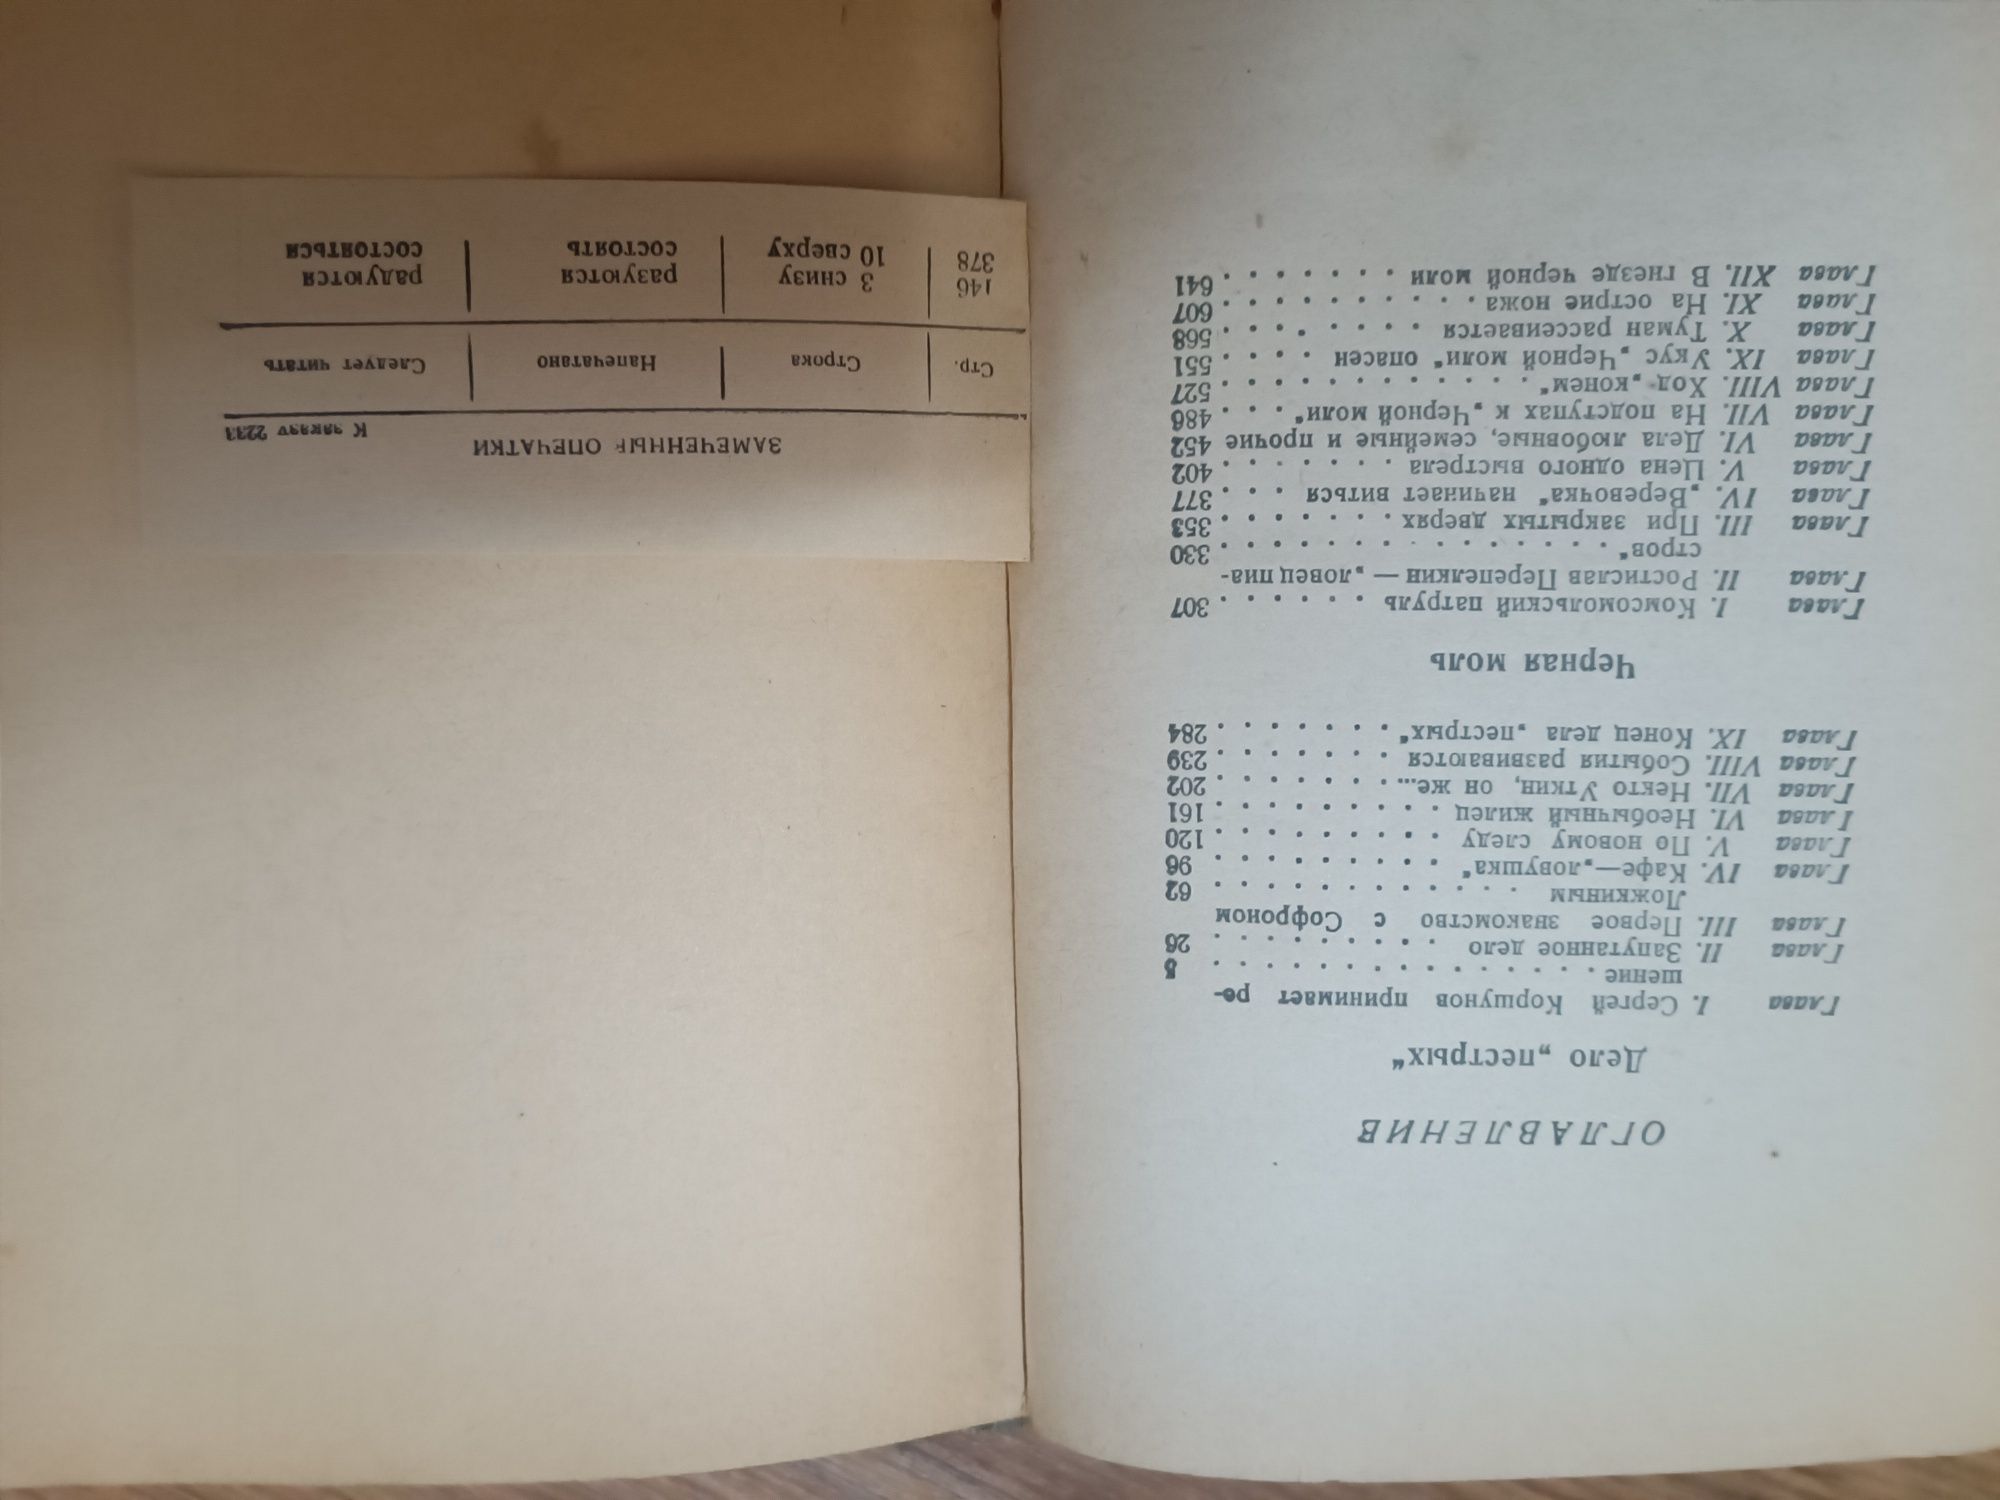 ОГЛАВЛЕНИЕ
Дело „пестрых“
Глава I. Сергей Коршунов принимает ре-
шение . . . . . . . . . . . . . . . 5
Глава II. Запутанное дело . . . . . . . . . 26
Глава III. Первое знакомство с Софроном
Ложкиным . . . . . . . . . . . . 62
Глава IV. Кафе—„ловушка“ . . . . . . . . . 96
Глава V. По новому следу . . . . . . . . . 120
Глава VI. Необычный жилец . . . . . . . . . 161
Глава VII. Некто Уткин, он же... . . . . . . . 202
Глава VIII. События развиваются . . . . . . . 239
Глава IX. Конец дела „пестрых“ . . . . . . . 284
Черная моль
Глава I. Комсомольский патруль . . . . . . 307
Глава II. Ростислав Перепелкин — „ловец пиа-
стров“ . . . . . . . . . . . . . . . 330
Глава III. При закрытых дверях . . . . . . . 353
Глава IV. „Веревочка“ начинает виться . . . 377
Глава V. Цена одного выстрела . . . . . . . 402
Глава VI. Дела любовные, семейные и прочие 452
Глава VII. На подступах к „Черной моли“ . . . 486
Глава VIII. Ход „конем“ . . . . . . . . . . . . 527
Глава IX. Укус „Черной моли“ опасен . . . . 551
Глава X. Туман рассеивается . . . . . . . . 568
Глава XI. На острие ножа . . . . . . . . . . 607
Глава XII. В гнезде черной моли . . . . . . . 641
ЗАМЕЧЕННЫЕ ОПЕЧАТКИ
К заказу 2233
Стр. Строка Напечатано Следует читать
146 3 снизу разуются радуются
378 10 сверху состоять состояться